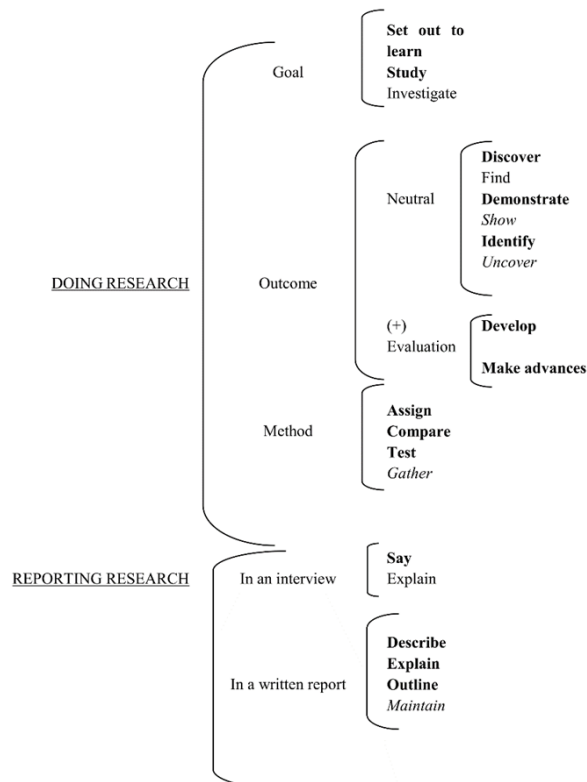 Set out to
learn
Goal
Study
Investigate
Discover
Find
Neutral
Demonstrate
Show
Identify
Uncover
DOING RESEARCH
Outcome
(+)
Evaluation
Develop
Make advances
Assign
Method
Compare
Test
Gather
Say
REPORTING RESEARCH
In an interview
Explain
Describe
Explain
In a written report
Outline
Maintain